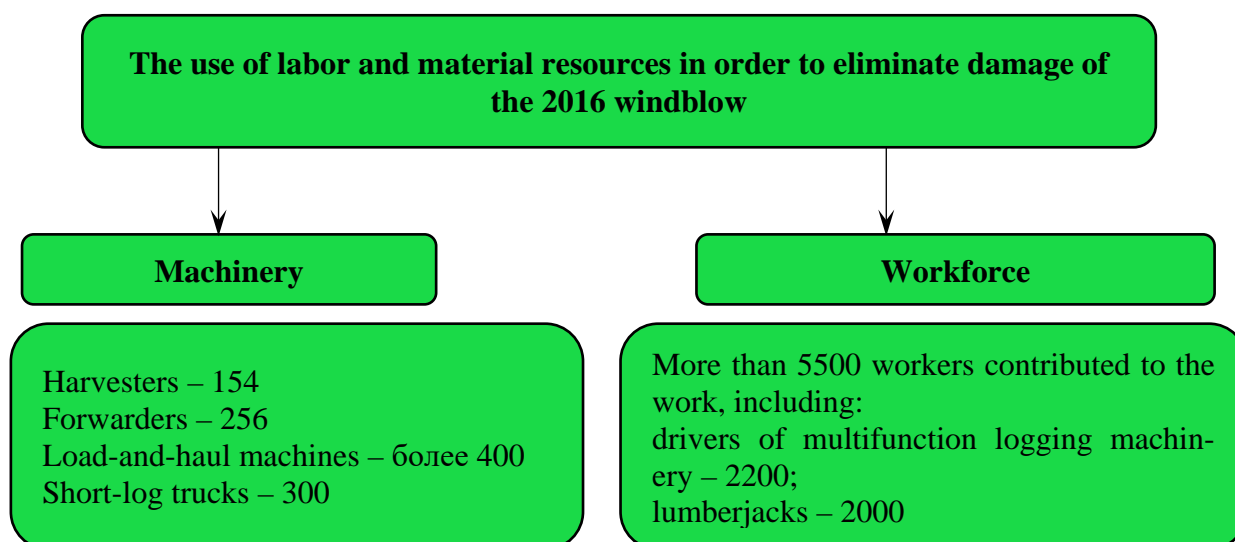 The use of labor and material resources in order to eliminate damage of
the 2016 windblow
Machinery
Workforce
Harvesters – 154
Forwarders – 256
Load-and-haul machines – более 400
Short-log trucks – 300
More than 5500 workers contributed to the
work, including:
drivers of multifunction logging machin-
ery – 2200;
lumberjacks – 2000